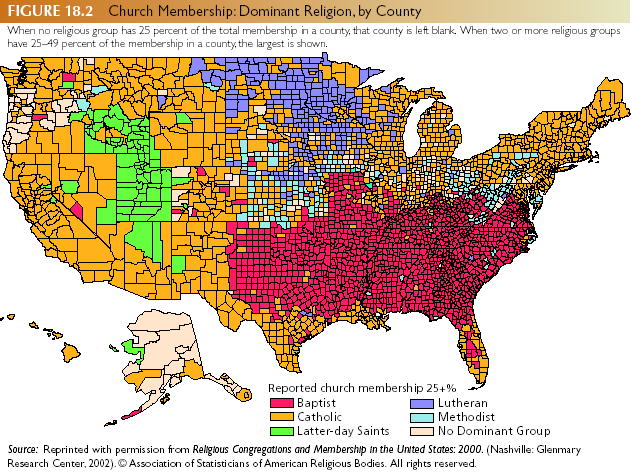 FIGURE 18.2 Church Membership: Dominant Religion, by County
When no religious group has 25 percent of the total membership in a county, that county is left blank. When two or more religious groups
have 25–49 percent of the membership in a county, the largest is shown.
Reported church membership 25+%
Baptist Lutheran
Catholic Methodist
Latter-day Saints No Dominant Group
Source: Reprinted with permission from Religious Congregations and Membership in the United States: 2000. (Nashville: Glenmary
Research Center, 2002). © Association of Statisticians of American Religious Bodies. All rights reserved.